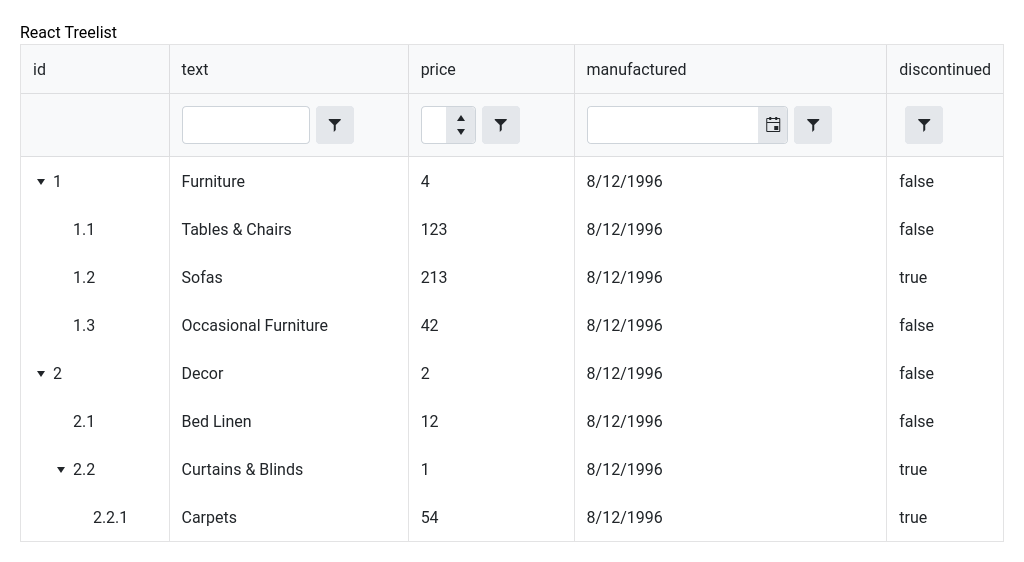 React Treelist
id text price manufactured discontinued
1 Furniture 4 8/12/1996 false
1.1 Tables & Chairs 123 8/12/1996 false
1.2 Sofas 213 8/12/1996 true
1.3 Occasional Furniture 42 8/12/1996 false
2 Decor 2 8/12/1996 false
2.1 Bed Linen 12 8/12/1996 false
2.2 Curtains & Blinds 1 8/12/1996 true
2.2.1 Carpets 54 8/12/1996 true